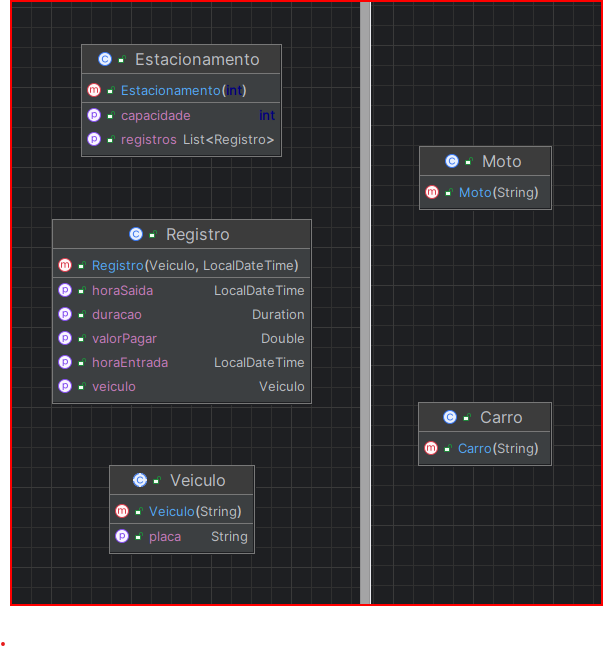 Estacionamento
Estacionamento(int)
capacidade int
registros List<Registro>
Registro
Registro(Veiculo, LocalDateTime)
horaSaida LocalDateTime
duracao Duration
valorPagar Double
horaEntrada LocalDateTime
veiculo Veiculo
Veiculo
Veiculo(String)
placa String
Moto
Moto(String)
Carro
Carro(String)